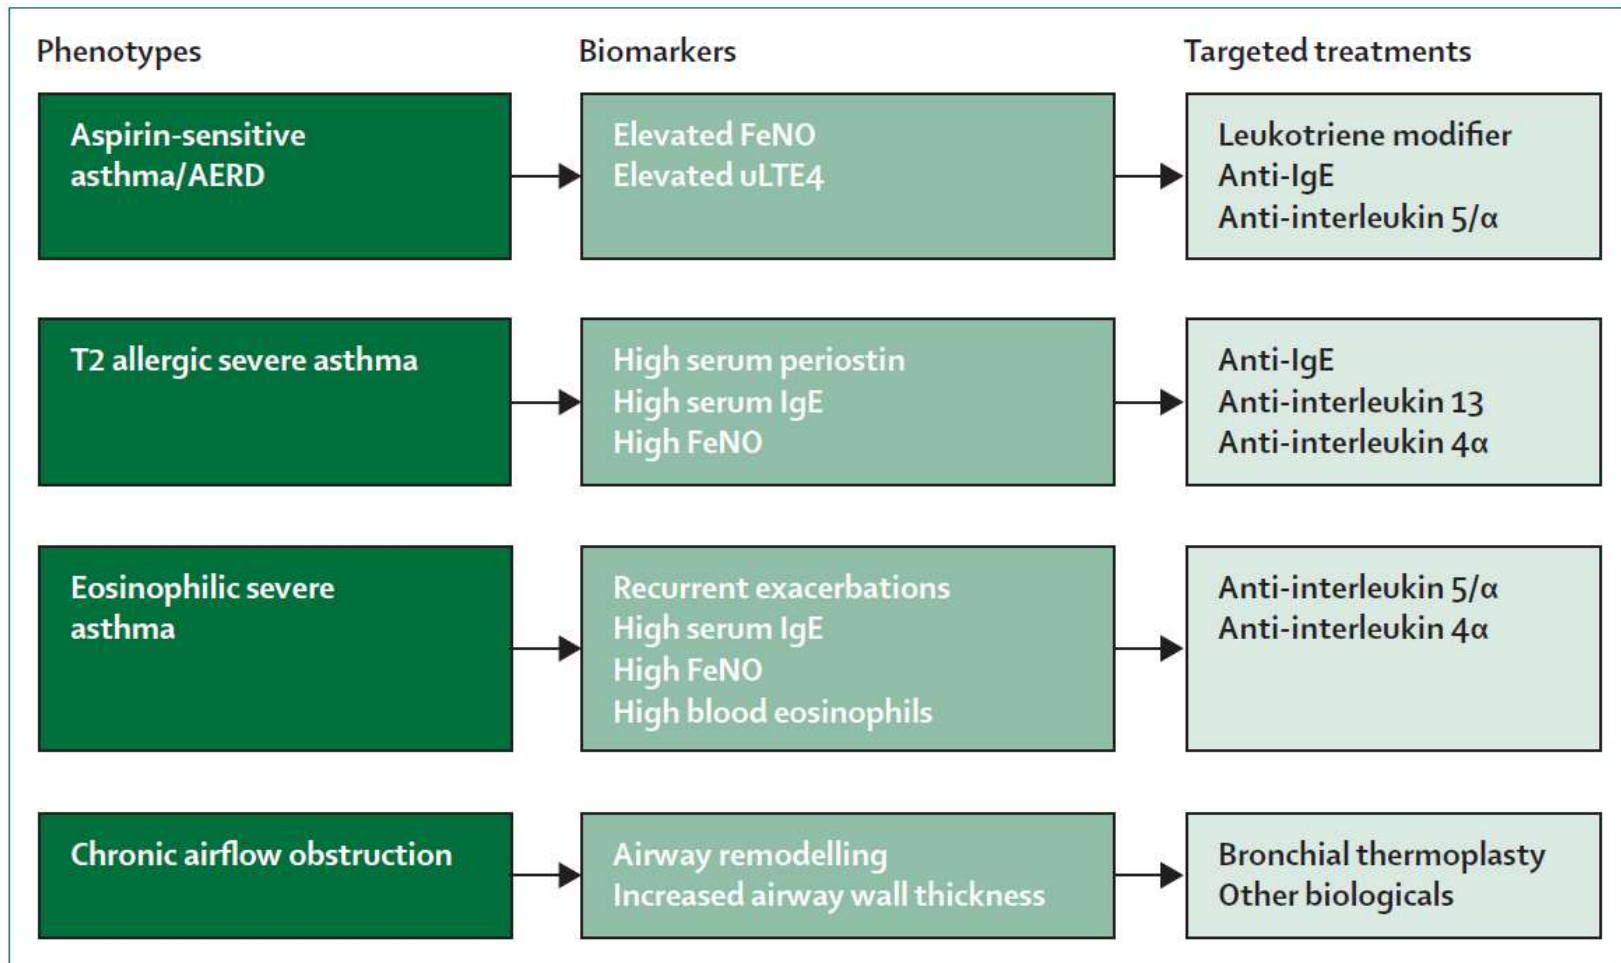 Phenotypes
Biomarkers
Targeted treatments
Aspirin-sensitive
asthma/AERD
Elevated FeNO
Elevated uLTE4
Leukotriene modifier
Anti-IgE
Anti-interleukin 5/α
T2 allergic severe asthma
High serum periostin
High serum IgE
High FeNO
Anti-IgE
Anti-interleukin 13
Anti-interleukin 4α
Eosinophilic severe
asthma
Recurrent exacerbations
High serum IgE
High FeNO
High blood eosinophils
Anti-interleukin 5/α
Anti-interleukin 4α
Chronic airflow obstruction
Airway remodelling
Increased airway wall thickness
Bronchial thermoplasty
Other biologicals